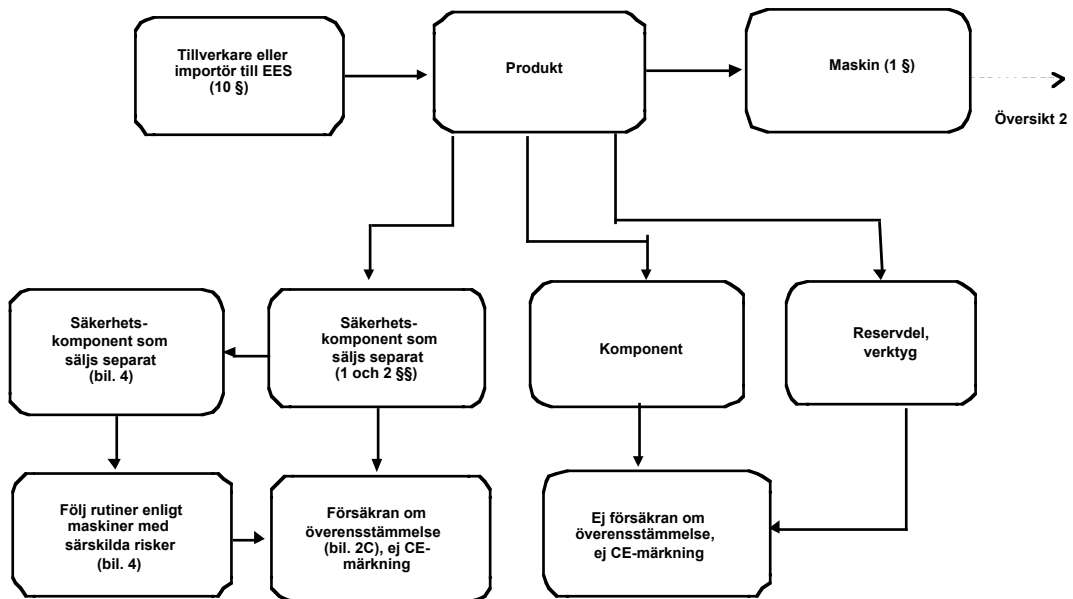 Tillverkare eller
importör till EES
(10 §)
Produkt
Maskin (1 §)
Översikt 2
Säkerhets-
komponent som
säljs separat
(bil. 4)
Säkerhets-
komponent som
säljs separat
(1 och 2 §§)
Komponent
Reservdel,
verktyg
Följ rutiner enligt
maskiner med
särskilda risker
(bil. 4)
Försäkran om
överensstämmelse
(bil. 2C), ej CE-
märkning
Ej försäkran om
överensstämmelse,
ej CE-märkning